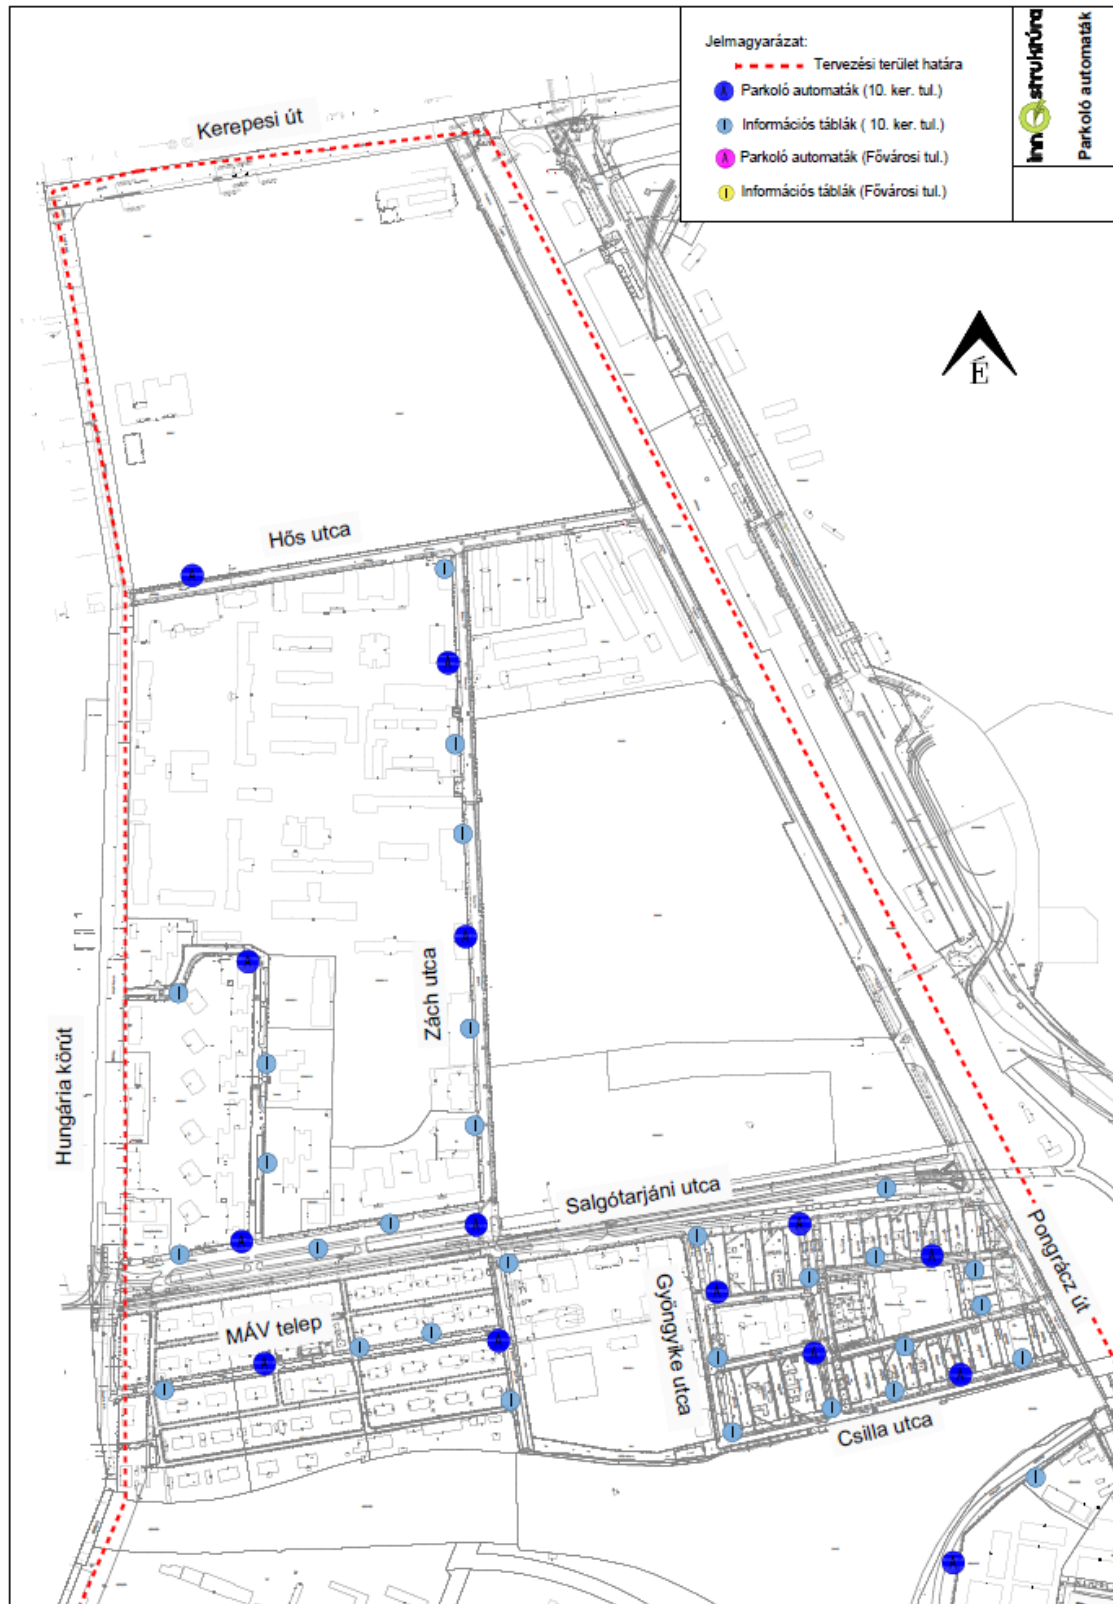 Jelmagyarázat:
Tervezési terület határa
A Parkoló automaták (10. ker. tul.)
I Információs táblák ( 10. ker. tul.)
A Parkoló automaták (Fővárosi tul.)
I Információs táblák (Fővárosi tul.)
innostruktúra
Parkoló automaták
Kerepesi út
É
Hős utca
Zách utca
Hungária körút
Salgótarjáni utca
Pongrácz út
MÁV telep
Gyöngyike utca
Csilla utca